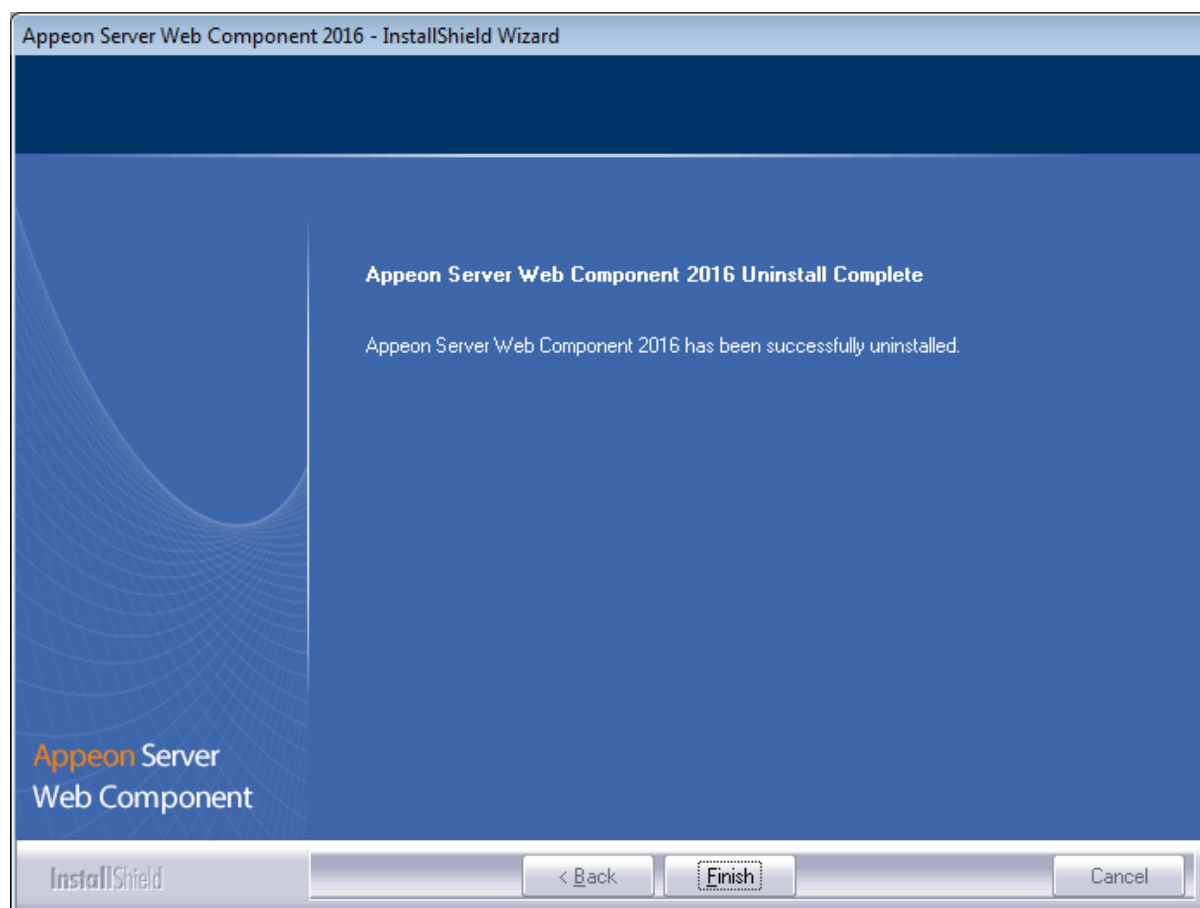 Appeon Server Web Component 2016 - InstallShield Wizard
Appeon Server Web Component 2016 Uninstall Complete
Appeon Server Web Component 2016 has been successfully uninstalled.
Appeon Server
Web Component
InstallShield
< Back
Finish
Cancel